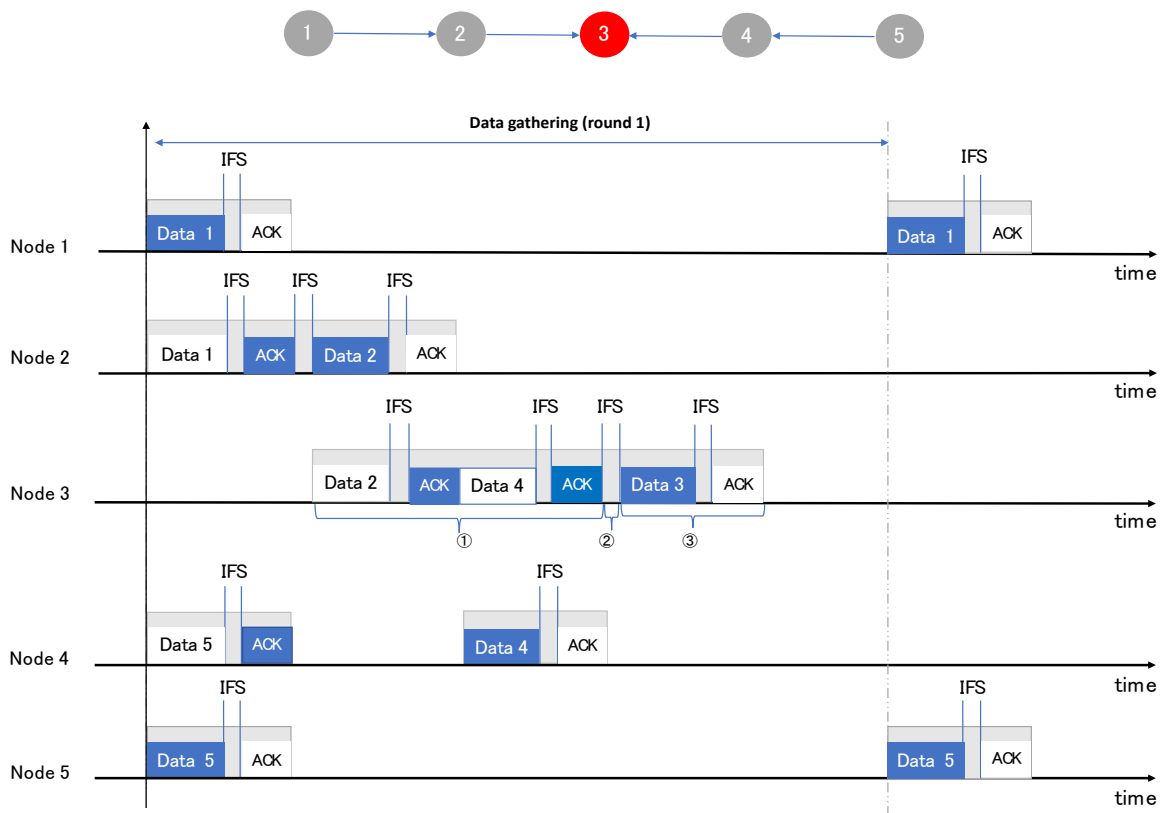 1 2 3 4 5
Data gathering (round 1)
IFS IFS
Data 1 ACK Data 1 ACK
Node 1
time
IFS IFS IFS
Data 1 ACK Data 2 ACK
Node 2
time
IFS IFS IFS IFS
Data 2 ACK Data 4 ACK Data 3 ACK
Node 3
time
① ② ③
IFS IFS
Data 5 ACK Data 4 ACK
Node 4
time
IFS IFS
Data 5 ACK Data 5 ACK
Node 5
time